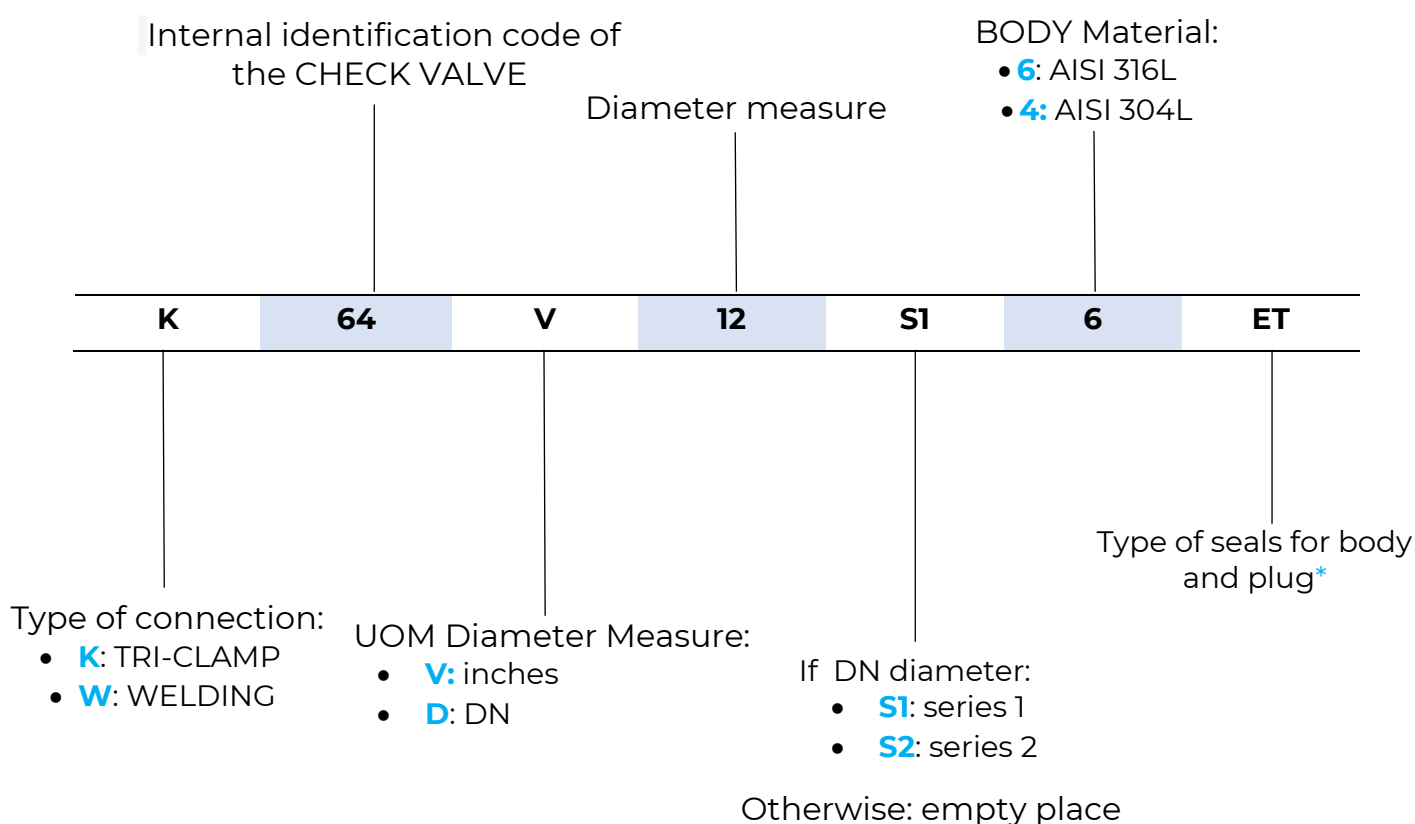 Internal identification code of
the CHECK VALVE
Diameter measure
BODY Material:
• 6: AISI 316L
• 4: AISI 304L
K 64 V 12 S1 6 ET
Type of connection:
• K: TRI-CLAMP
• W: WELDING
UOM Diameter Measure:
• V: inches
• D: DN
If DN diameter:
• S1: series 1
• S2: series 2
Otherwise: empty place
Type of seals for body
and plug*